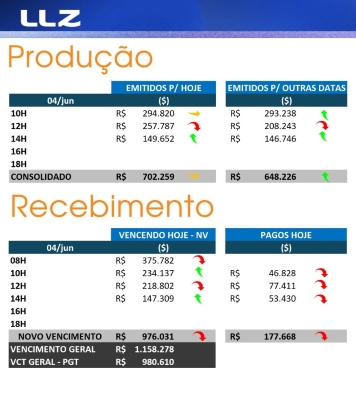 LLZ
Produção
EMITIDOS P/ HOJE EMITIDOS P/ OUTRAS DATAS
04/jun ($) ($)
10H R$ 294.820 R$ 293.238
12H R$ 257.787 R$ 208.243
14H R$ 149.652 R$ 146.746
16H
18H
CONSOLIDADO R$ 702.259 R$ 648.226
Recebimento
VENCENDO HOJE - NV PAGOS HOJE
04/jun ($) ($)
08H R$ 375.782
10H R$ 234.137 R$ 46.828
12H R$ 218.802 R$ 77.411
14H R$ 147.309 R$ 53.430
16H
18H
NOVO VENCIMENTO R$ 976.031 R$ 177.668
VENCIMENTO GERAL R$ 1.158.278
VCT GERAL - PGT R$ 980.610